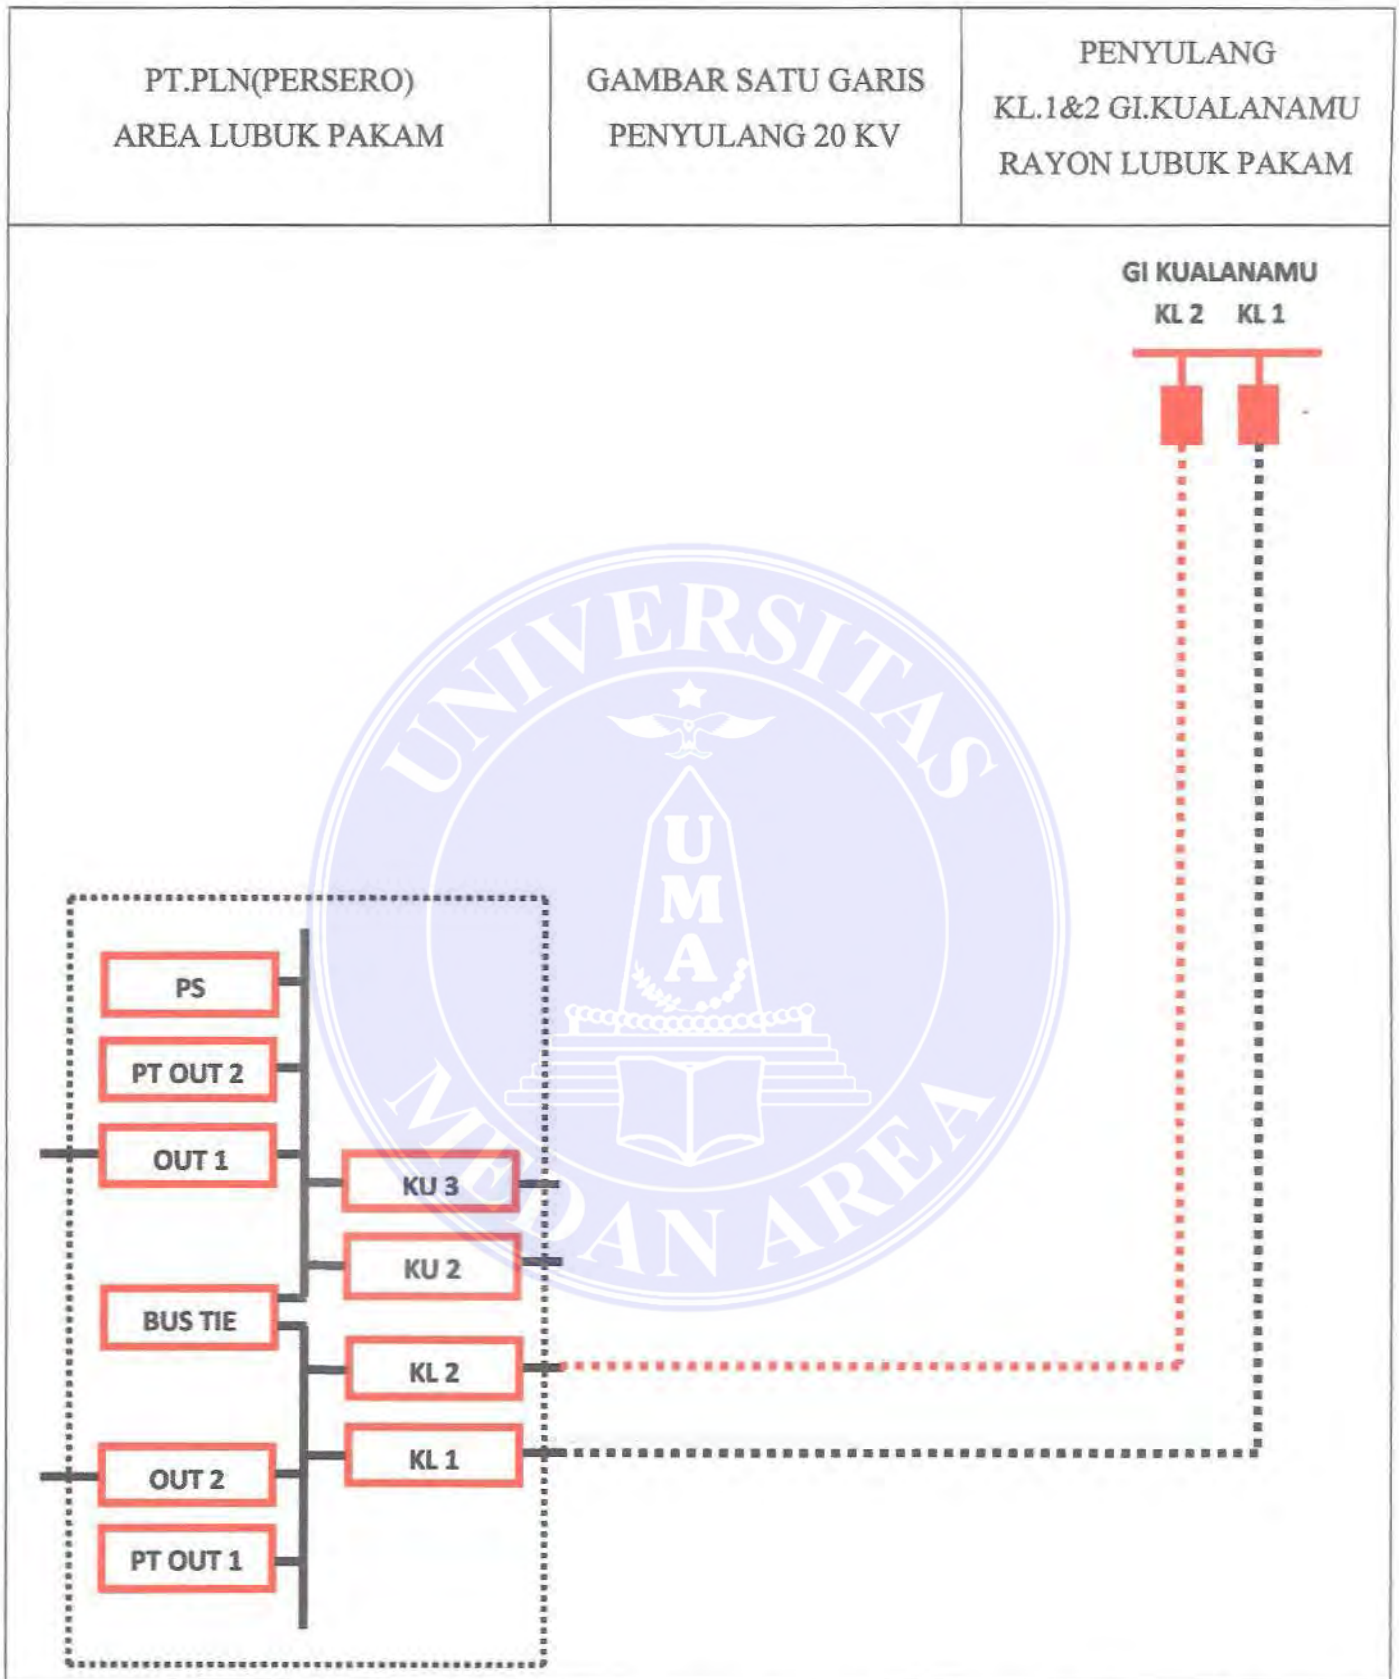 PT.PLN(PERSERO)
AREA LUBUK PAKAM
GAMBAR SATU GARIS
PENYULANG 20 KV
PENYULANG
KL.1&2 GI.KUALANAMU
RAYON LUBUK PAKAM
GI KUALANAMU
KL 2 KL 1
UNIVERSITAS
UMA
MEDAN AREA
PS
PT OUT 2
OUT 1
KU 3
KU 2
BUS TIE
KL 2
KL 1
OUT 2
PT OUT 1